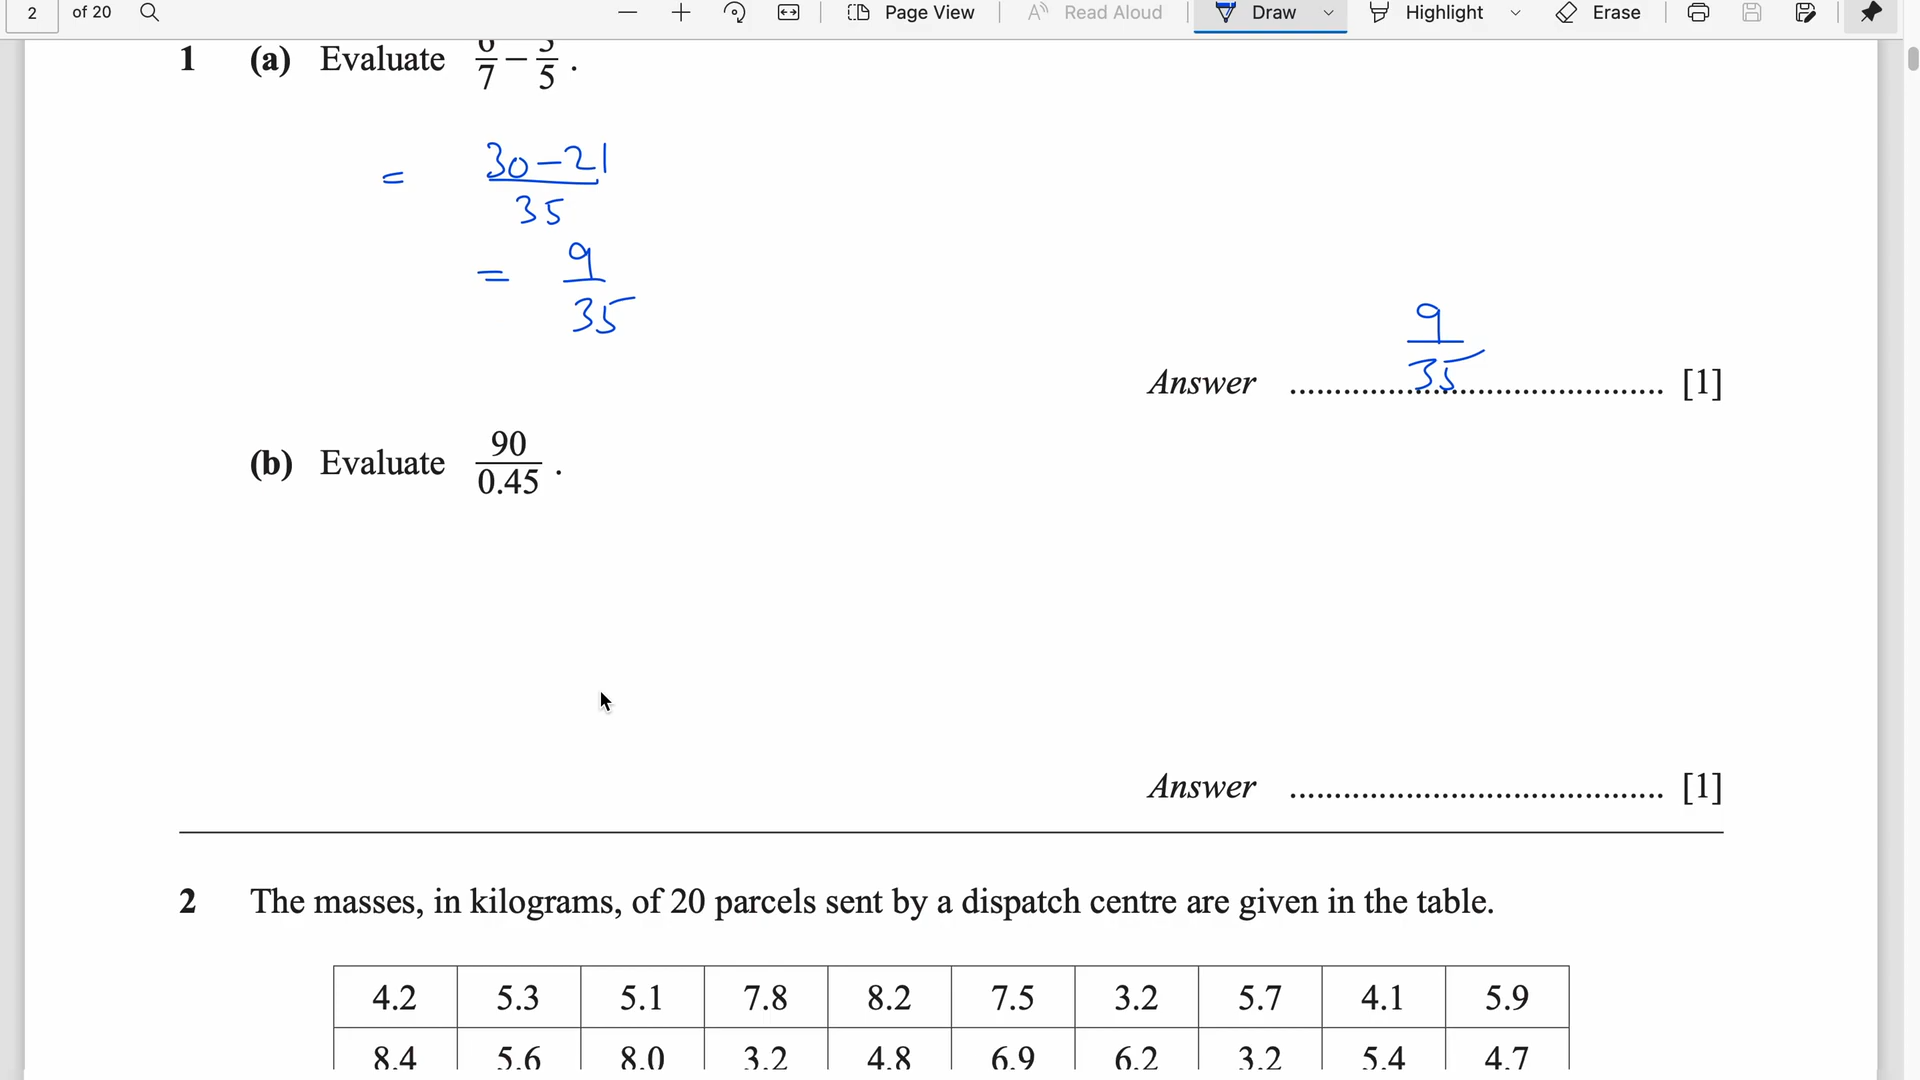 2 of 20 Page View Read Aloud Draw Highlight Erase
1 (a) Evaluate 6/7 − 3/5 .
= 30 − 21 / 35
= 9 / 35
9 / 35
Answer .......................................... [1]
(b) Evaluate 90 / 0.45 .
Answer .......................................... [1]
2 The masses, in kilograms, of 20 parcels sent by a dispatch centre are given in the table.
4.2 5.3 5.1 7.8 8.2 7.5 3.2 5.7 4.1 5.9
8.4 5.6 8.0 3.2 4.8 6.9 6.2 3.2 5.4 4.7